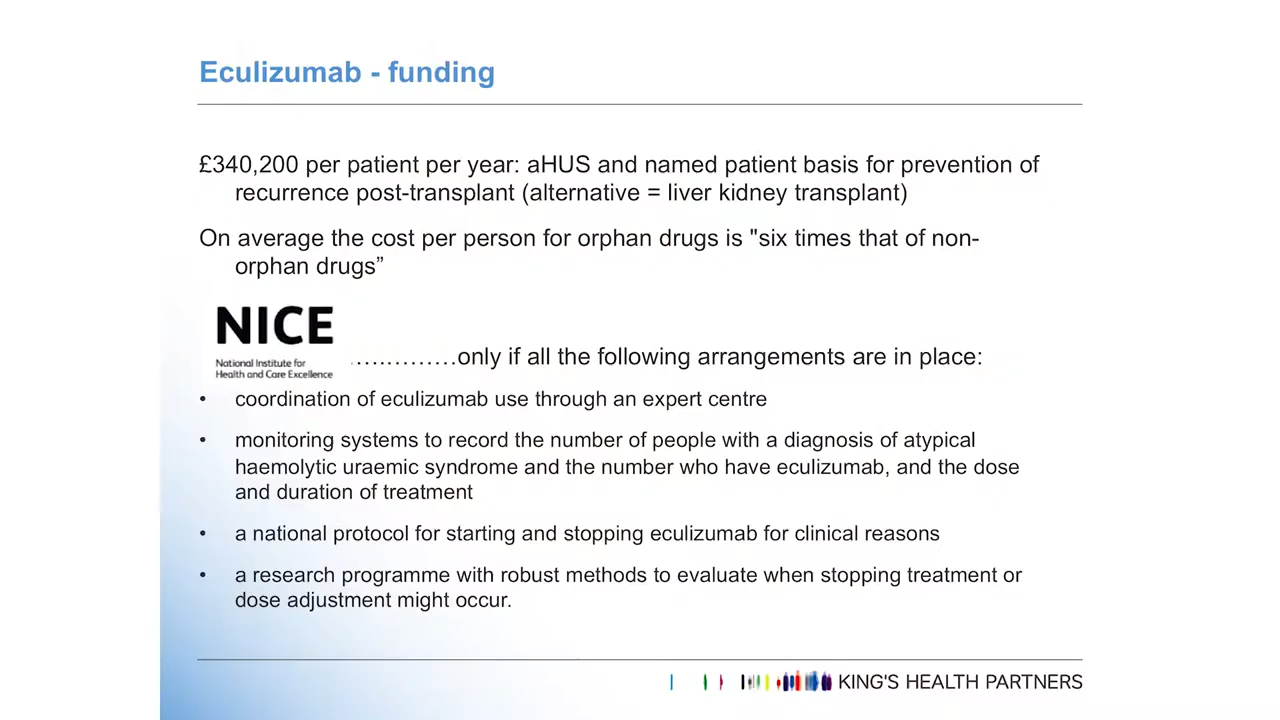 Eculizumab - funding
£340,200 per patient per year: aHUS and named patient basis for prevention of
recurrence post-transplant (alternative = liver kidney transplant)
On average the cost per person for orphan drugs is "six times that of non-
orphan drugs”
NICE
National Institute for
Health and Care Excellence
…..………only if all the following arrangements are in place:
• coordination of eculizumab use through an expert centre
• monitoring systems to record the number of people with a diagnosis of atypical
haemolytic uraemic syndrome and the number who have eculizumab, and the dose
and duration of treatment
• a national protocol for starting and stopping eculizumab for clinical reasons
• a research programme with robust methods to evaluate when stopping treatment or
dose adjustment might occur.
KING'S HEALTH PARTNERS